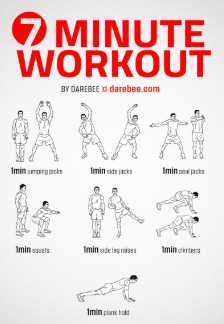 7 MINUTE
WORKOUT
BY DAREBEE © darebee.com
1min jumping jacks
1min side jacks
1min seal jacks
1min squats
1min side leg raises
1min climbers
1min plank hold